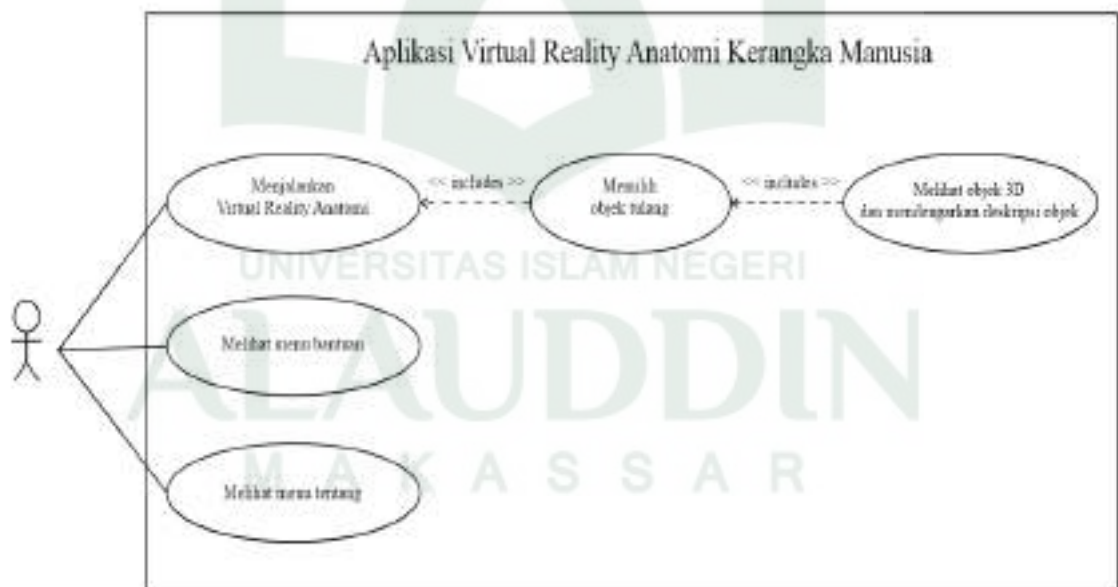 Aplikasi Virtual Reality Anatomi Kerangka Manusia
Menjalankan
Virtual Reality Anatomi
<< includes >>
Memilih
objek tulang
<< includes >>
Melihat objek 3D
dan mendengarkan deskripsi objek
UNIVERSITAS ISLAM NEGERI
Melihat menu bantuan
ALAUDDIN
MAKASSAR
Melihat menu tentang